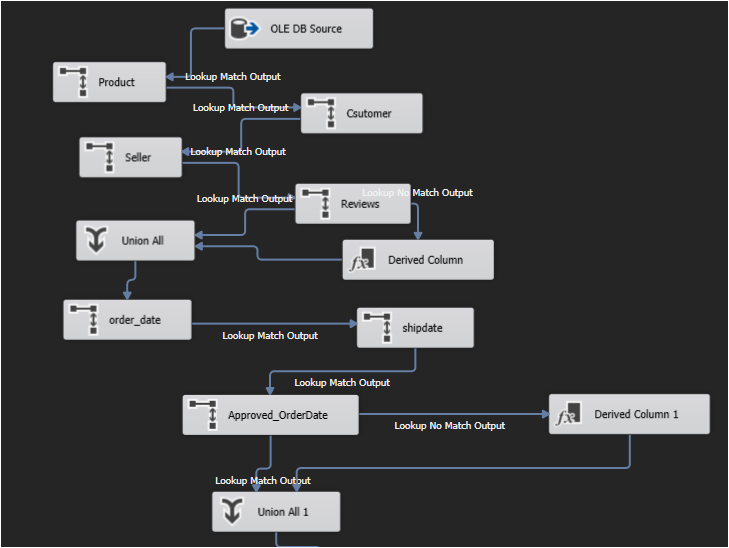 OLE DB Source
Product
Lookup Match Output
Lookup Match Output
Csutomer
Seller
Lookup Match Output
Lookup Match Output
Lookup No Match Output
Reviews
Union All
Derived Column
order_date
Lookup Match Output
shipdate
Lookup Match Output
Approved_OrderDate
Lookup No Match Output
Derived Column 1
Lookup Match Output
Union All 1